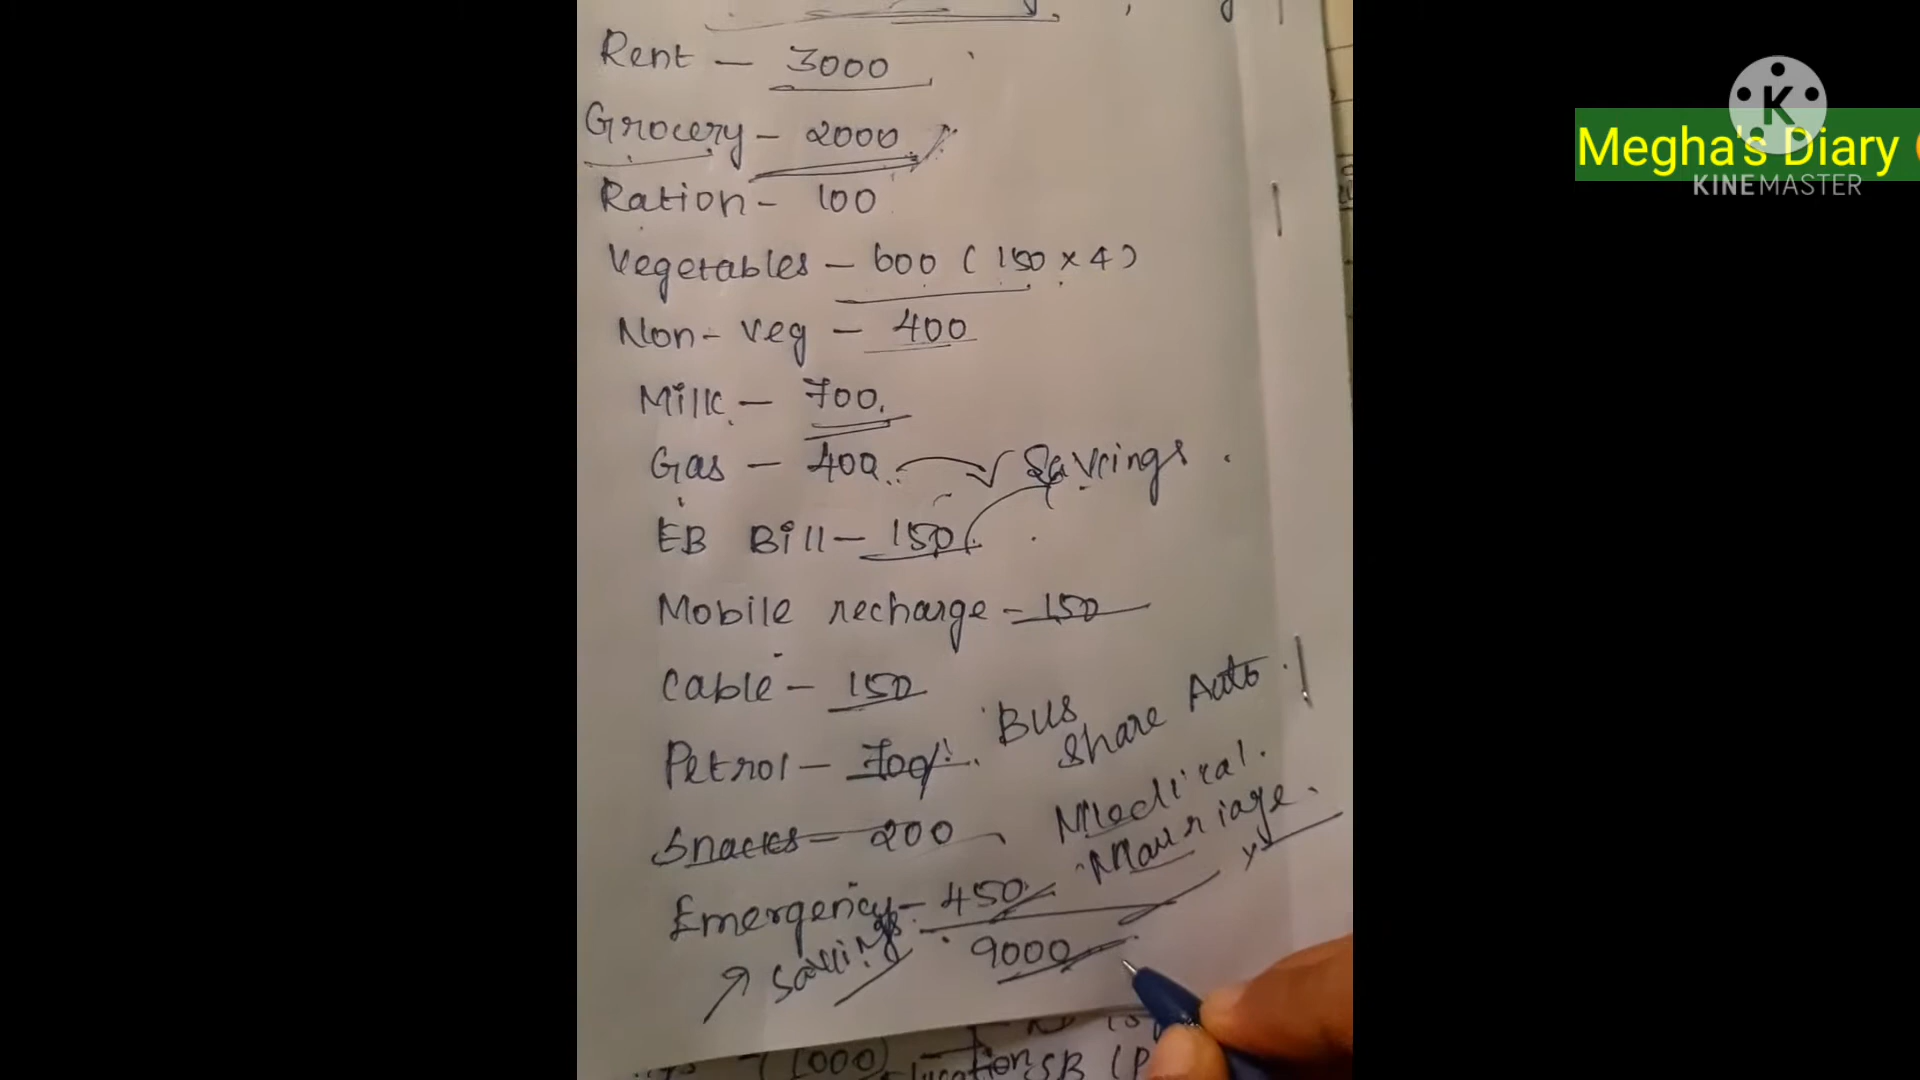 Rent - 3000
Grocery - 2000
Ration - 100
Vegetables - 600 (150 x 4)
Non-veg - 400
Milk - 700
Gas - 400 Savings
EB Bill - 150
Mobile recharge - 150
Cable - 150
Bus
Share Auto
Petrol - 700/-
Snacks - 200
Medical
Marriage
Emergency - 450
Savings
9000
(1000)
Megha's Diary
K
KINEMASTER